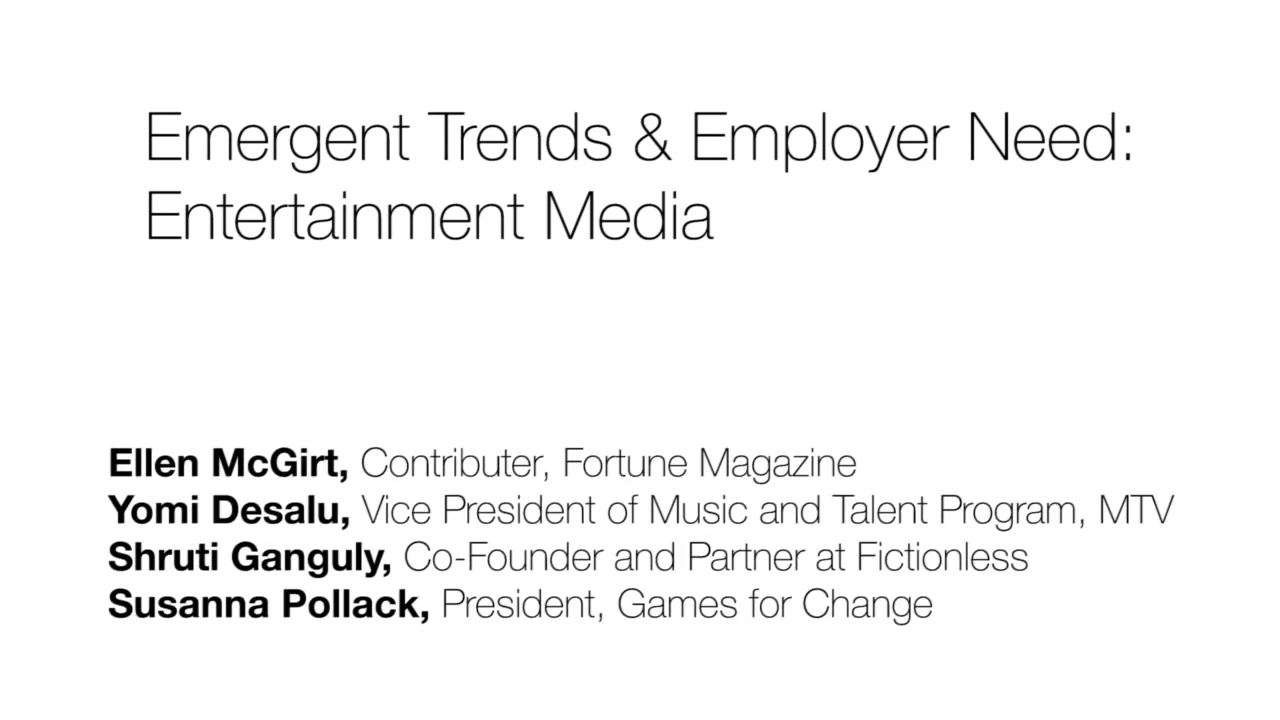 Emergent Trends & Employer Need:
Entertainment Media
Ellen McGirt, Contributer, Fortune Magazine
Yomi Desalu, Vice President of Music and Talent Program, MTV
Shruti Ganguly, Co-Founder and Partner at Fictionless
Susanna Pollack, President, Games for Change